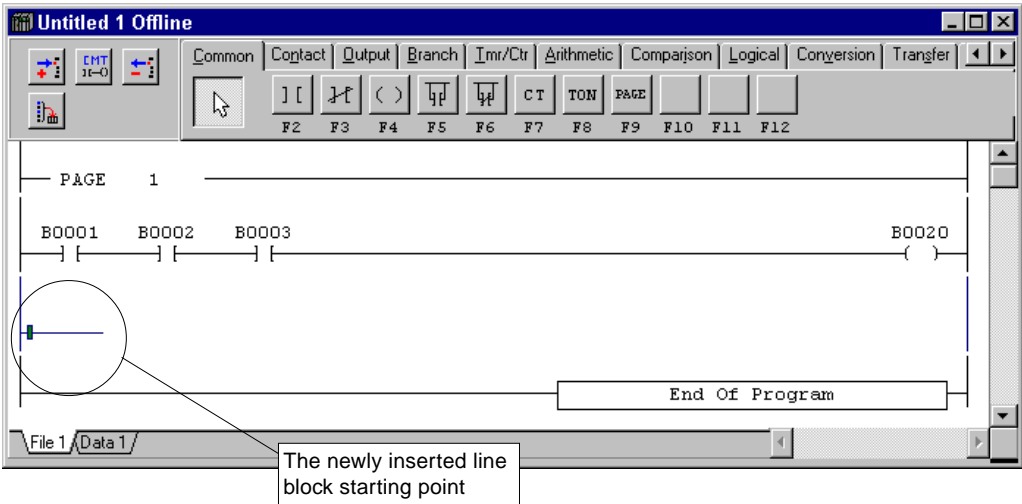 Untitled 1 Offline
CMT
Common Contact Output Branch Tmr/Ctr Arithmetic Comparison Logical Conversion Transfer
CT TON PAGE
F2 F3 F4 F5 F6 F7 F8 F9 F10 F11 F12
PAGE 1
B0001 B0002 B0003 B0020
End Of Program
File 1 Data 1
The newly inserted line
block starting point